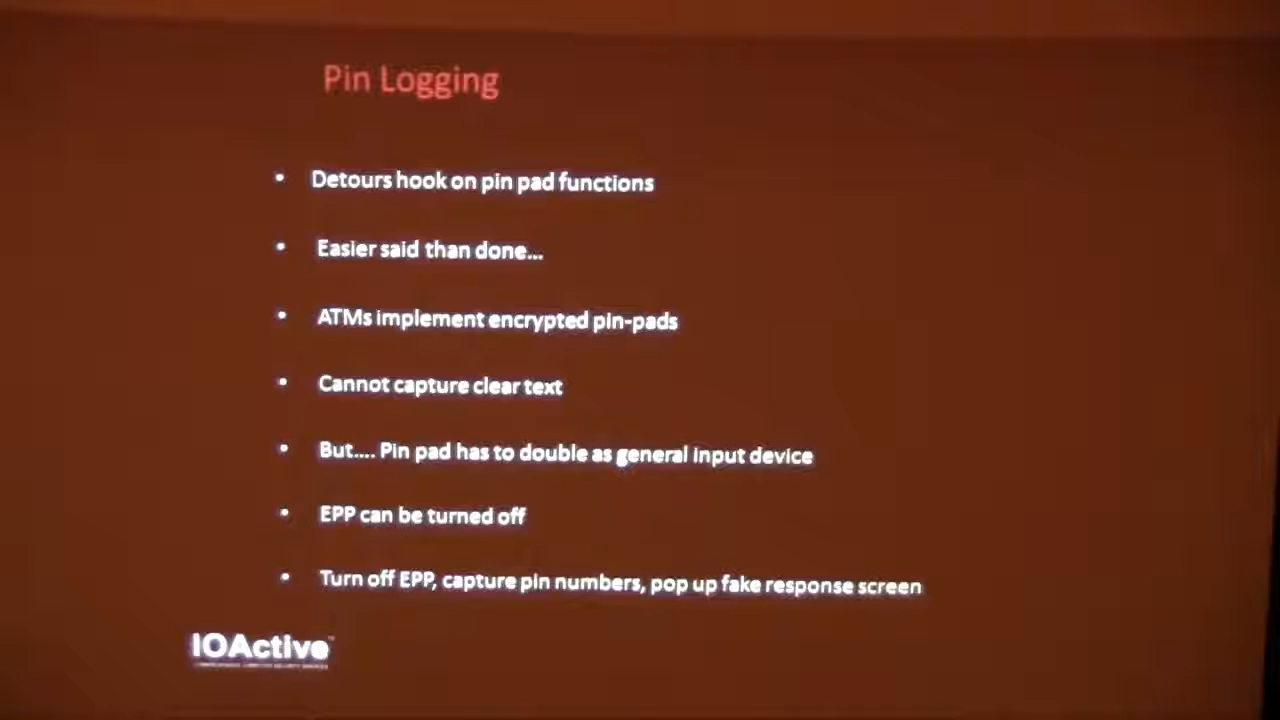 Pin Logging
• Detours hook on pin pad functions
• Easier said than done...
• ATMs implement encrypted pin-pads
• Cannot capture clear text
• But.... Pin pad has to double as general input device
• EPP can be turned off
• Turn off EPP, capture pin numbers, pop up fake response screen
IOActive™